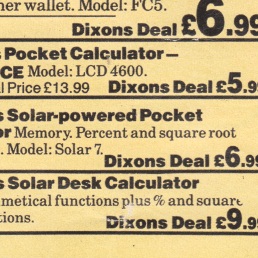 her wallet. Model: FC5.
Dixons Deal £6.99
s Pocket Calculator—
CE Model: LCD 4600.
l Price £13.99 Dixons Deal £5.9
s Solar-powered Pocket
or Memory. Percent and square root
. Model: Solar 7.
Dixons Deal £6.9
s Solar Desk Calculator
metical functions plus % and square
tions.
Dixons Deal £9.9